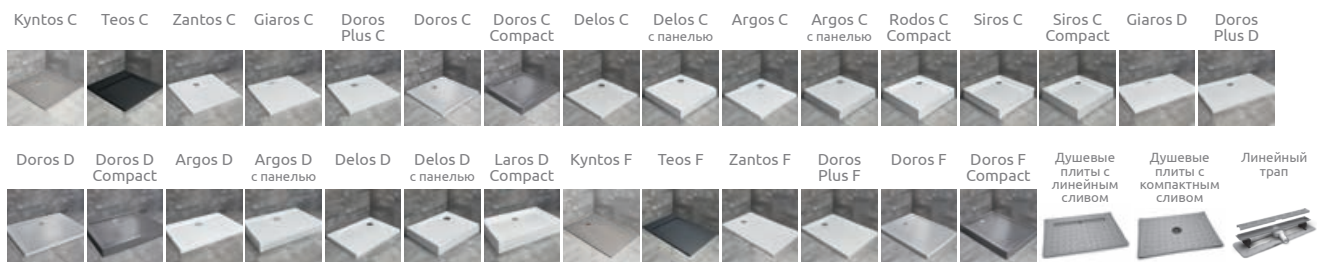 Kyntos C
Teos C
Zantos C
Giaros C
Doros
Plus C
Doros C
Doros C
Compact
Delos C
Delos C
с панелью
Argos C
Argos C
с панелью
Rodos C
Compact
Siros C
Siros C
Compact
Giaros D
Doros
Plus D
Doros D
Doros D
Compact
Argos D
Argos D
с панелью
Delos D
Delos D
с панелью
Laros D
Compact
Kyntos F
Teos F
Zantos F
Doros
Plus F
Doros F
Doros F
Compact
Душевые
плиты с
линейным
сливом
Душевые
плиты с
компактным
сливом
Линейный
трап